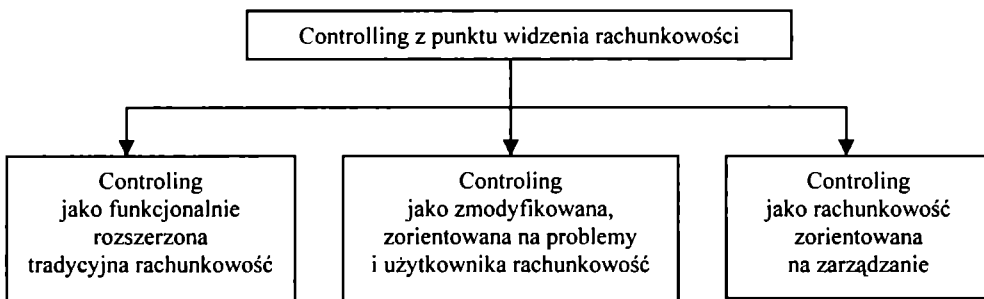 Controlling z punktu widzenia rachunkowości
Controling
jako funkcjonalnie
rozszerzona
tradycyjna rachunkowość
Controling
jako zmodyfikowana,
zorientowana na problemy
i użytkownika rachunkowość
Controling
jako rachunkowość
zorientowana
na zarządzanie